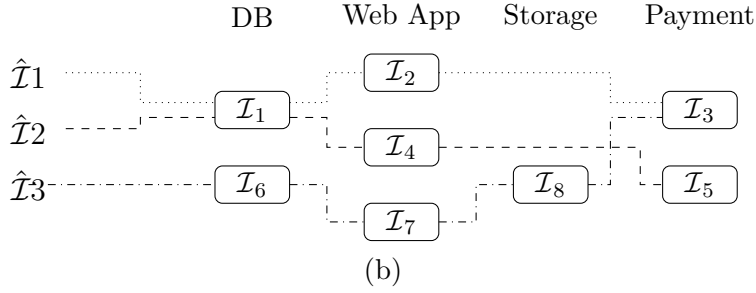 DB Web App Storage Payment
Î1 I₂
I₁ I₃
Î2 I₄
Î3 I₆ I₈ I₅
I₇
(b)